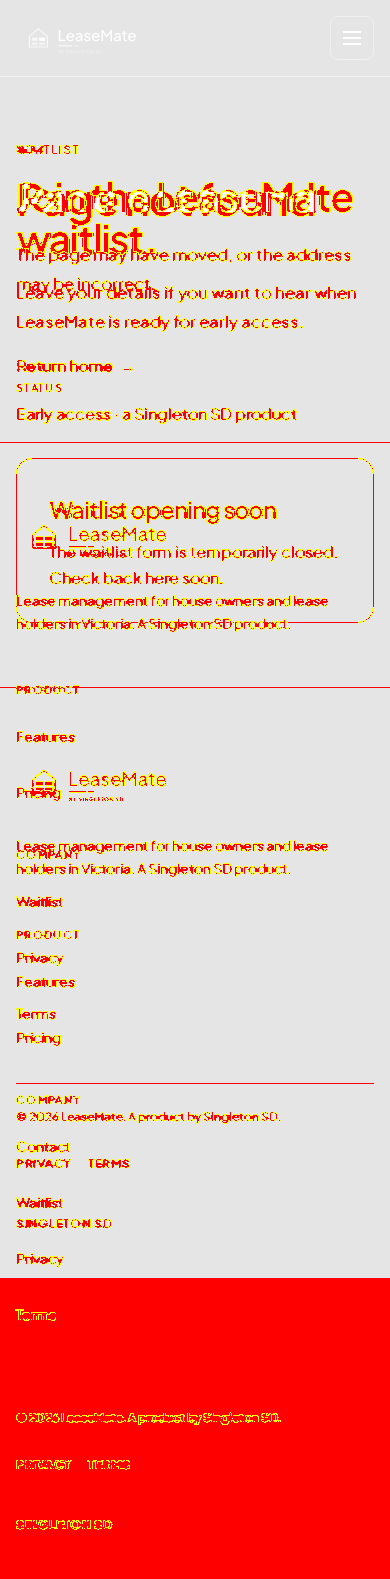 LeaseMate
WAITLIST
Join the LeaseMate
waitlist.
The page may have moved, or the address
may be incorrect.
Leave your details if you want to hear when
LeaseMate is ready for early access.
Return home →
STATUS
Early access · a Singleton SD product
Waitlist opening soon
LeaseMate
The waitlist form is temporarily closed.
Check back here soon.
Lease management for house owners and lease
holders in Victoria. A Singleton SD product.
PRODUCT
Features
LeaseMate
BY SINGLETON SD
Pricing
Lease management for house owners and lease
holders in Victoria. A Singleton SD product.
COMPANY
Waitlist
PRODUCT
Privacy
Features
Terms
Pricing
COMPANY
© 2026 LeaseMate. A product by Singleton SD.
Contact
PRIVACY TERMS
Waitlist
SINGLETON SD
Privacy
Terms
© 2026 LeaseMate. A product by Singleton SD.
PRIVACY TERMS
SINGLETON SD